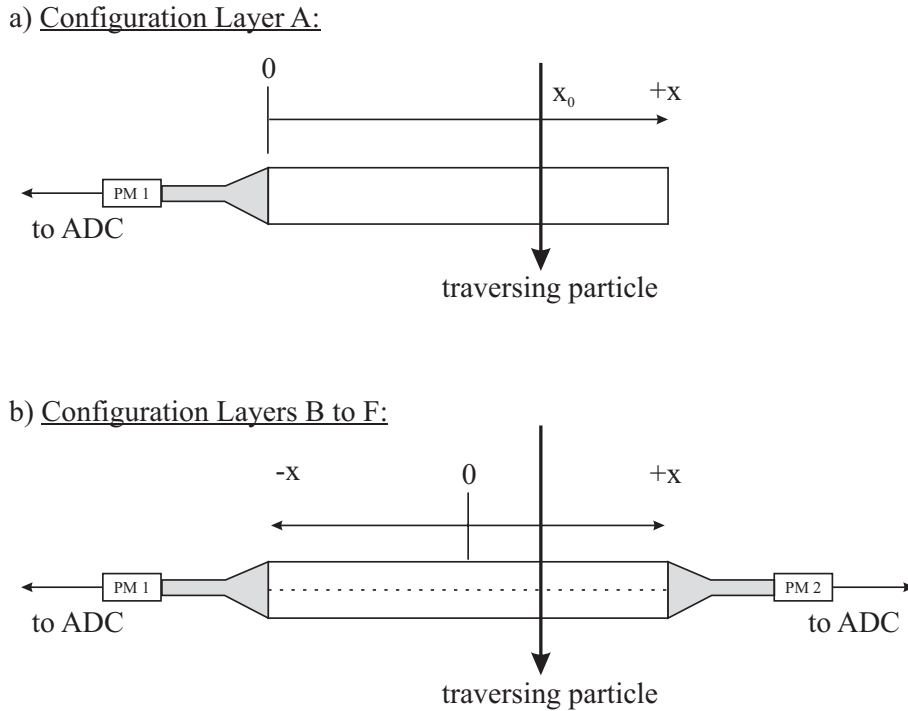 a) Configuration Layer A:
0
x₀
+x
PM 1
to ADC
traversing particle
b) Configuration Layers B to F:
-x
0
+x
PM 1
PM 2
to ADC
to ADC
traversing particle